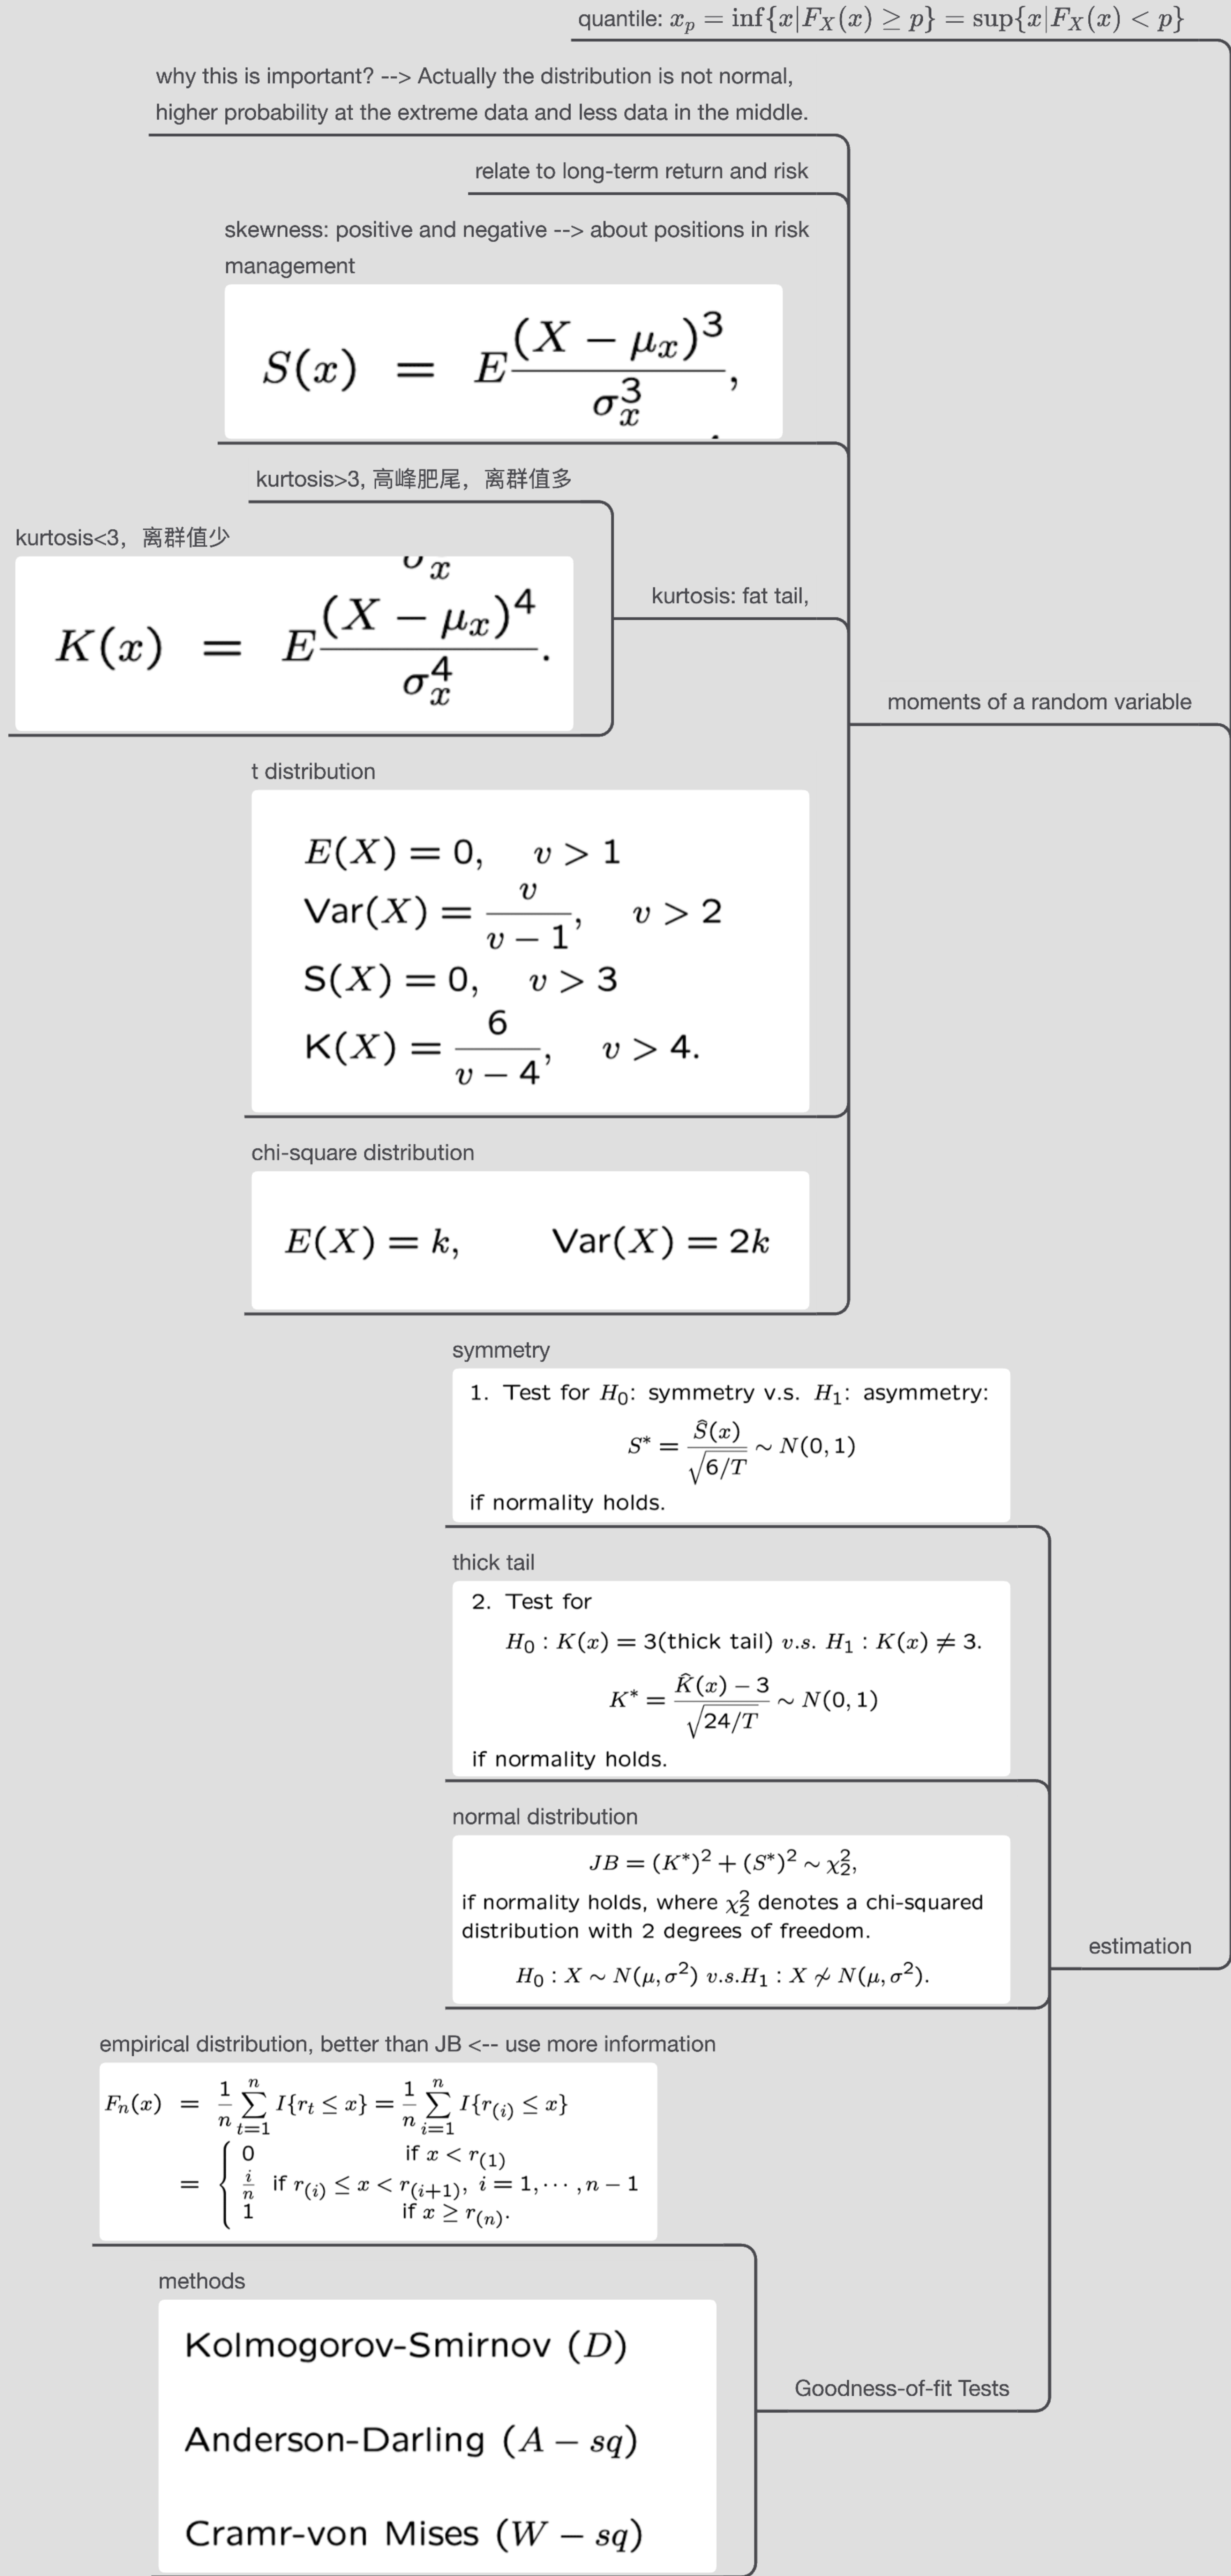 quantile: x_p = inf{x|F_X(x) ≥ p} = sup{x|F_X(x) < p}
why this is important? --> Actually the distribution is not normal,
higher probability at the extreme data and less data in the middle.
relate to long-term return and risk
skewness: positive and negative --> about positions in risk
management
S(x) = E (X − μ_x)^3 / σ_x^3,
kurtosis>3, 高峰肥尾，离群值多
kurtosis<3，离群值少
K(x) = E (X − μ_x)^4 / σ_x^4.
kurtosis: fat tail,
moments of a random variable
t distribution
E(X) = 0, v > 1
Var(X) = v / (v − 1), v > 2
S(X) = 0, v > 3
K(X) = 6 / (v − 4), v > 4.
chi-square distribution
E(X) = k, Var(X) = 2k
symmetry
1. Test for H_0: symmetry v.s. H_1: asymmetry:
S* = Ŝ(x) / √(6/T) ∼ N(0, 1)
if normality holds.
thick tail
2. Test for
H_0 : K(x) = 3(thick tail) v.s. H_1 : K(x) ≠ 3.
K* = (K̂(x) − 3) / √(24/T) ∼ N(0, 1)
if normality holds.
normal distribution
JB = (K*)^2 + (S*)^2 ∼ χ_2^2,
if normality holds, where χ_2^2 denotes a chi-squared
distribution with 2 degrees of freedom.
H_0 : X ∼ N(μ, σ^2) v.s.H_1 : X ≁ N(μ, σ^2).
estimation
empirical distribution, better than JB <-- use more information
F_n(x) = 1/n ∑_{t=1}^n I{r_t ≤ x} = 1/n ∑_{i=1}^n I{r_(i) ≤ x}
= { 0 if x < r_(1)
i/n if r_(i) ≤ x < r_(i+1), i = 1, ⋯ , n − 1
1 if x ≥ r_(n).
methods
Kolmogorov-Smirnov (D)
Anderson-Darling (A − sq)
Cramr-von Mises (W − sq)
Goodness-of-fit Tests